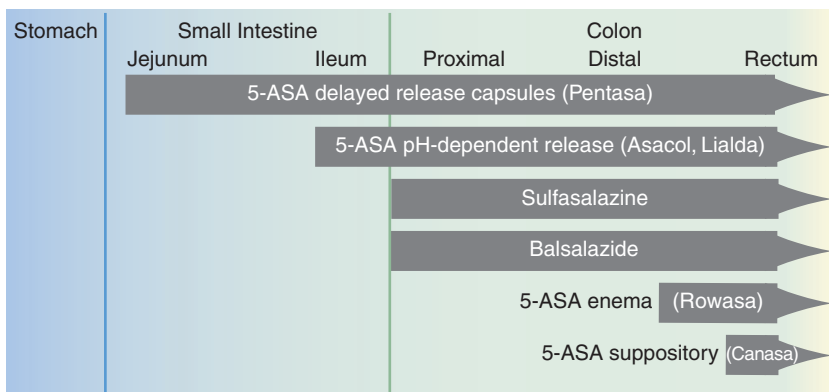 Stomach Small Intestine Colon
Jejunum Ileum Proximal Distal Rectum
5-ASA delayed release capsules (Pentasa)
5-ASA pH-dependent release (Asacol, Lialda)
Sulfasalazine
Balsalazide
5-ASA enema (Rowasa)
5-ASA suppository (Canasa)